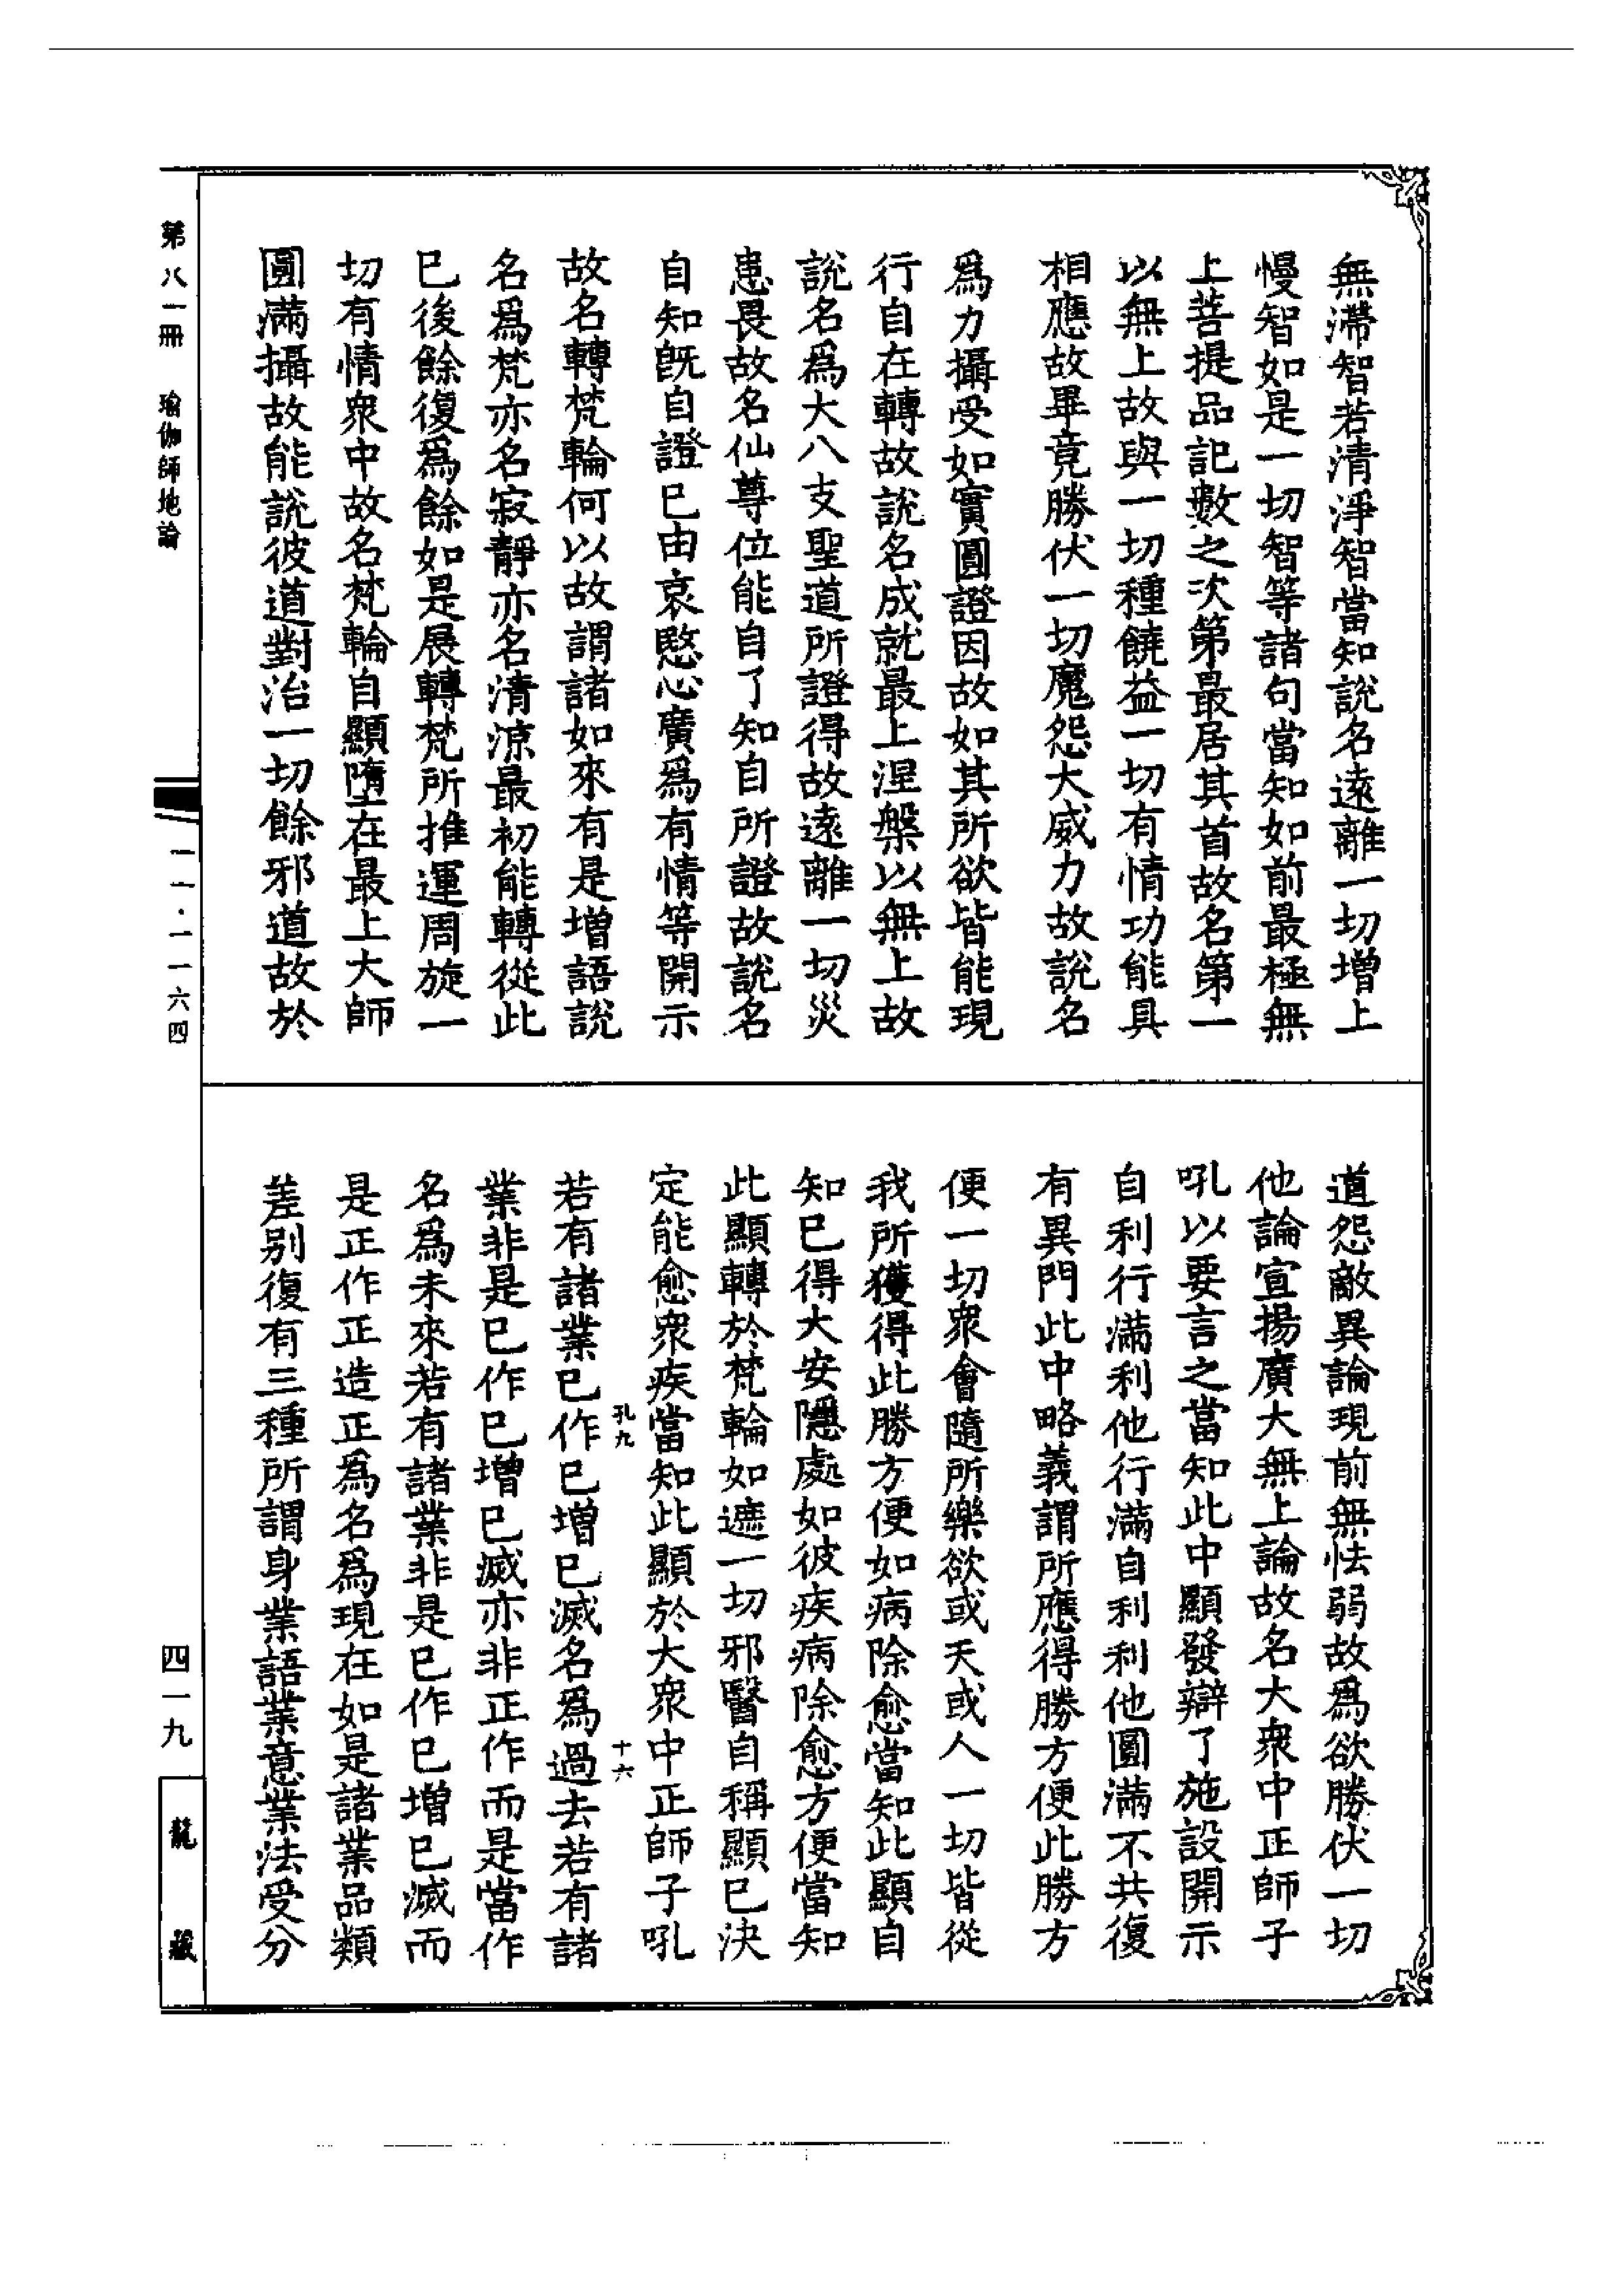 無滯智若清淨智當知說名遠離一切增上
慢智如是一切智等諸句當知如前最極無
上菩提品記數之次第最居其首故名第一
以無上故與一切種饒益一切有情功能具
相應故畢竟勝伏一切魔怨大威力故說名
爲力攝受如實圓證因故如其所欲皆能現
行自在轉故說名成就最上涅槃以無上故
說名爲大八支聖道所證得故遠離一切災
患畏故名仙尊位能自了知自所證故說名
自知旣自證已由哀愍心廣爲有情等開示
故名轉梵輪何以故謂諸如來有是增語說
名爲梵亦名寂靜亦名清涼最初能轉從此
已後餘復爲餘如是展轉梵所推運周旋一
切有情衆中故名梵輪自顯墮在最上大師
圓滿攝故能說彼道對治一切餘邪道故於
道怨敵異論現前無怯弱故爲欲勝伏一切
他論宣揚廣大無上論故名大衆中正師子
吼以要言之當知此中顯發辯了施設開示
自利行滿利他行滿自利利他圓滿不共復
有異門此中略義謂所應得勝方便此勝方
便一切衆會隨所樂欲或天或人一切皆從
我所獲得此勝方便如病除愈當知此顯自
知已得大安隱處如彼疾病除愈方便當知
此顯轉於梵輪如遮一切邪醫自稱顯已決
定能愈衆疾當知此顯於大衆中正師子吼
孔九 十六
若有諸業已作已增已滅名爲過去若有諸
業非是已作已增已滅亦非正作而是當作
名爲未來若有諸業非是已作已增已滅而
是正作正造正爲名爲現在如是諸業品類
差別復有三種所謂身業語業意業法受分
第八一冊 瑜伽師地論 一一·一一六四 四一九 龍藏